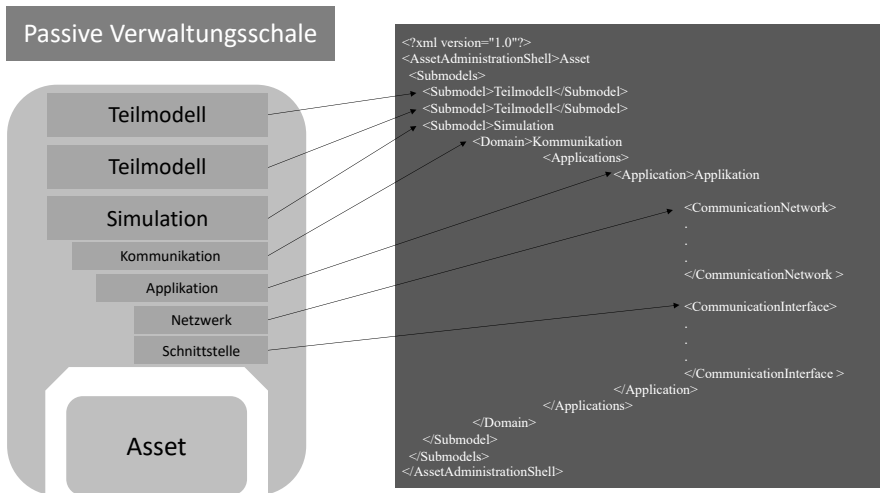 Passive Verwaltungsschale
Teilmodell
Teilmodell
Simulation
Kommunikation
Applikation
Netzwerk
Schnittstelle
Asset
<?xml version="1.0"?>
<AssetAdministrationShell>Asset
<Submodels>
<Submodel>Teilmodell</Submodel>
<Submodel>Teilmodell</Submodel>
<Submodel>Simulation
<Domain>Kommunikation
<Applications>
<Application>Applikation
<CommunicationNetwork>
.
.
.
</CommunicationNetwork >
<CommunicationInterface>
.
.
.
</CommunicationInterface >
</Application>
</Applications>
</Domain>
</Submodel>
</Submodels>
</AssetAdministrationShell>